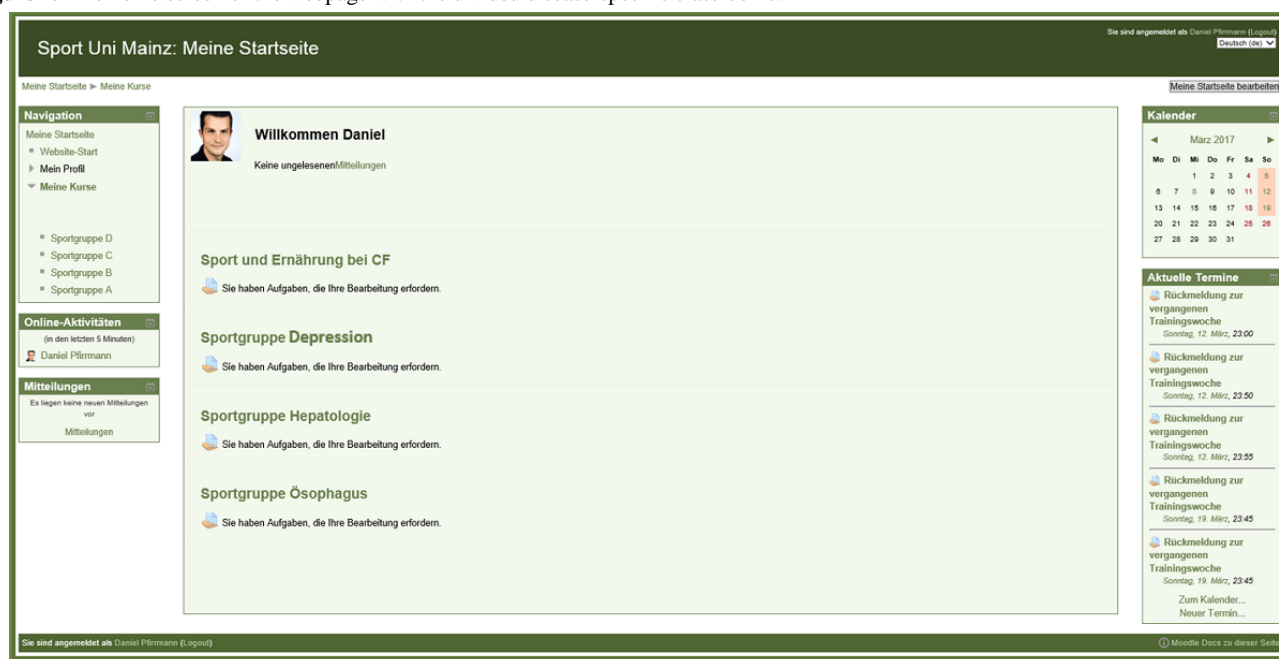 Sport Uni Mainz: Meine Startseite
Sie sind angemeldet als Daniel Pfirrmann (Logout)
Deutsch (de)
Meine Startseite ► Meine Kurse
Meine Startseite bearbeiten
Navigation
Meine Startseite
Website-Start
Mein Profil
Meine Kurse
Sportgruppe D
Sportgruppe C
Sportgruppe B
Sportgruppe A
Online-Aktivitäten
(in den letzten 5 Minuten)
Daniel Pfirrmann
Mitteilungen
Es liegen keine neuen Mitteilungen
vor
Mitteilungen
Willkommen Daniel
Keine ungelesenenMitteilungen
Sport und Ernährung bei CF
Sie haben Aufgaben, die Ihre Bearbeitung erfordern.
Sportgruppe Depression
Sie haben Aufgaben, die Ihre Bearbeitung erfordern.
Sportgruppe Hepatologie
Sie haben Aufgaben, die Ihre Bearbeitung erfordern.
Sportgruppe Ösophagus
Sie haben Aufgaben, die Ihre Bearbeitung erfordern.
Kalender
◄ März 2017 ►
Mo Di Mi Do Fr Sa So
1 2 3 4 5
6 7 8 9 10 11 12
13 14 15 16 17 18 19
20 21 22 23 24 25 26
27 28 29 30 31
Aktuelle Termine
Rückmeldung zur
vergangenen
Trainingswoche
Sonntag, 12. März, 23:00
Rückmeldung zur
vergangenen
Trainingswoche
Sonntag, 12. März, 23:50
Rückmeldung zur
vergangenen
Trainingswoche
Sonntag, 12. März, 23:55
Rückmeldung zur
vergangenen
Trainingswoche
Sonntag, 19. März, 23:45
Rückmeldung zur
vergangenen
Trainingswoche
Sonntag, 19. März, 23:45
Zum Kalender...
Neuer Termin...
Sie sind angemeldet als Daniel Pfirrmann (Logout)
Moodle Docs zu dieser Seite